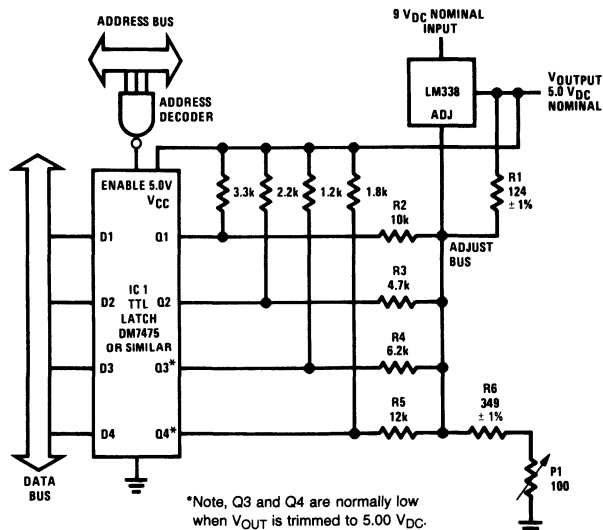 ADDRESS BUS
9 VDC NOMINAL
INPUT
LM338
ADJ
VOUTPUT
5.0 VDC
NOMINAL
ADDRESS
DECODER
ENABLE 5.0V
VCC
3.3k
2.2k
1.2k
1.8k
R1
124
± 1%
R2
10k
D1
Q1
ADJUST
BUS
R3
4.7k
D2
IC 1
Q2
TTL
LATCH
DM7475
OR SIMILAR
R4
6.2k
D3
Q3*
R5
12k
R6
349
± 1%
D4
Q4*
P1
100
DATA
BUS
*Note, Q3 and Q4 are normally low
when VOUT is trimmed to 5.00 VDC.